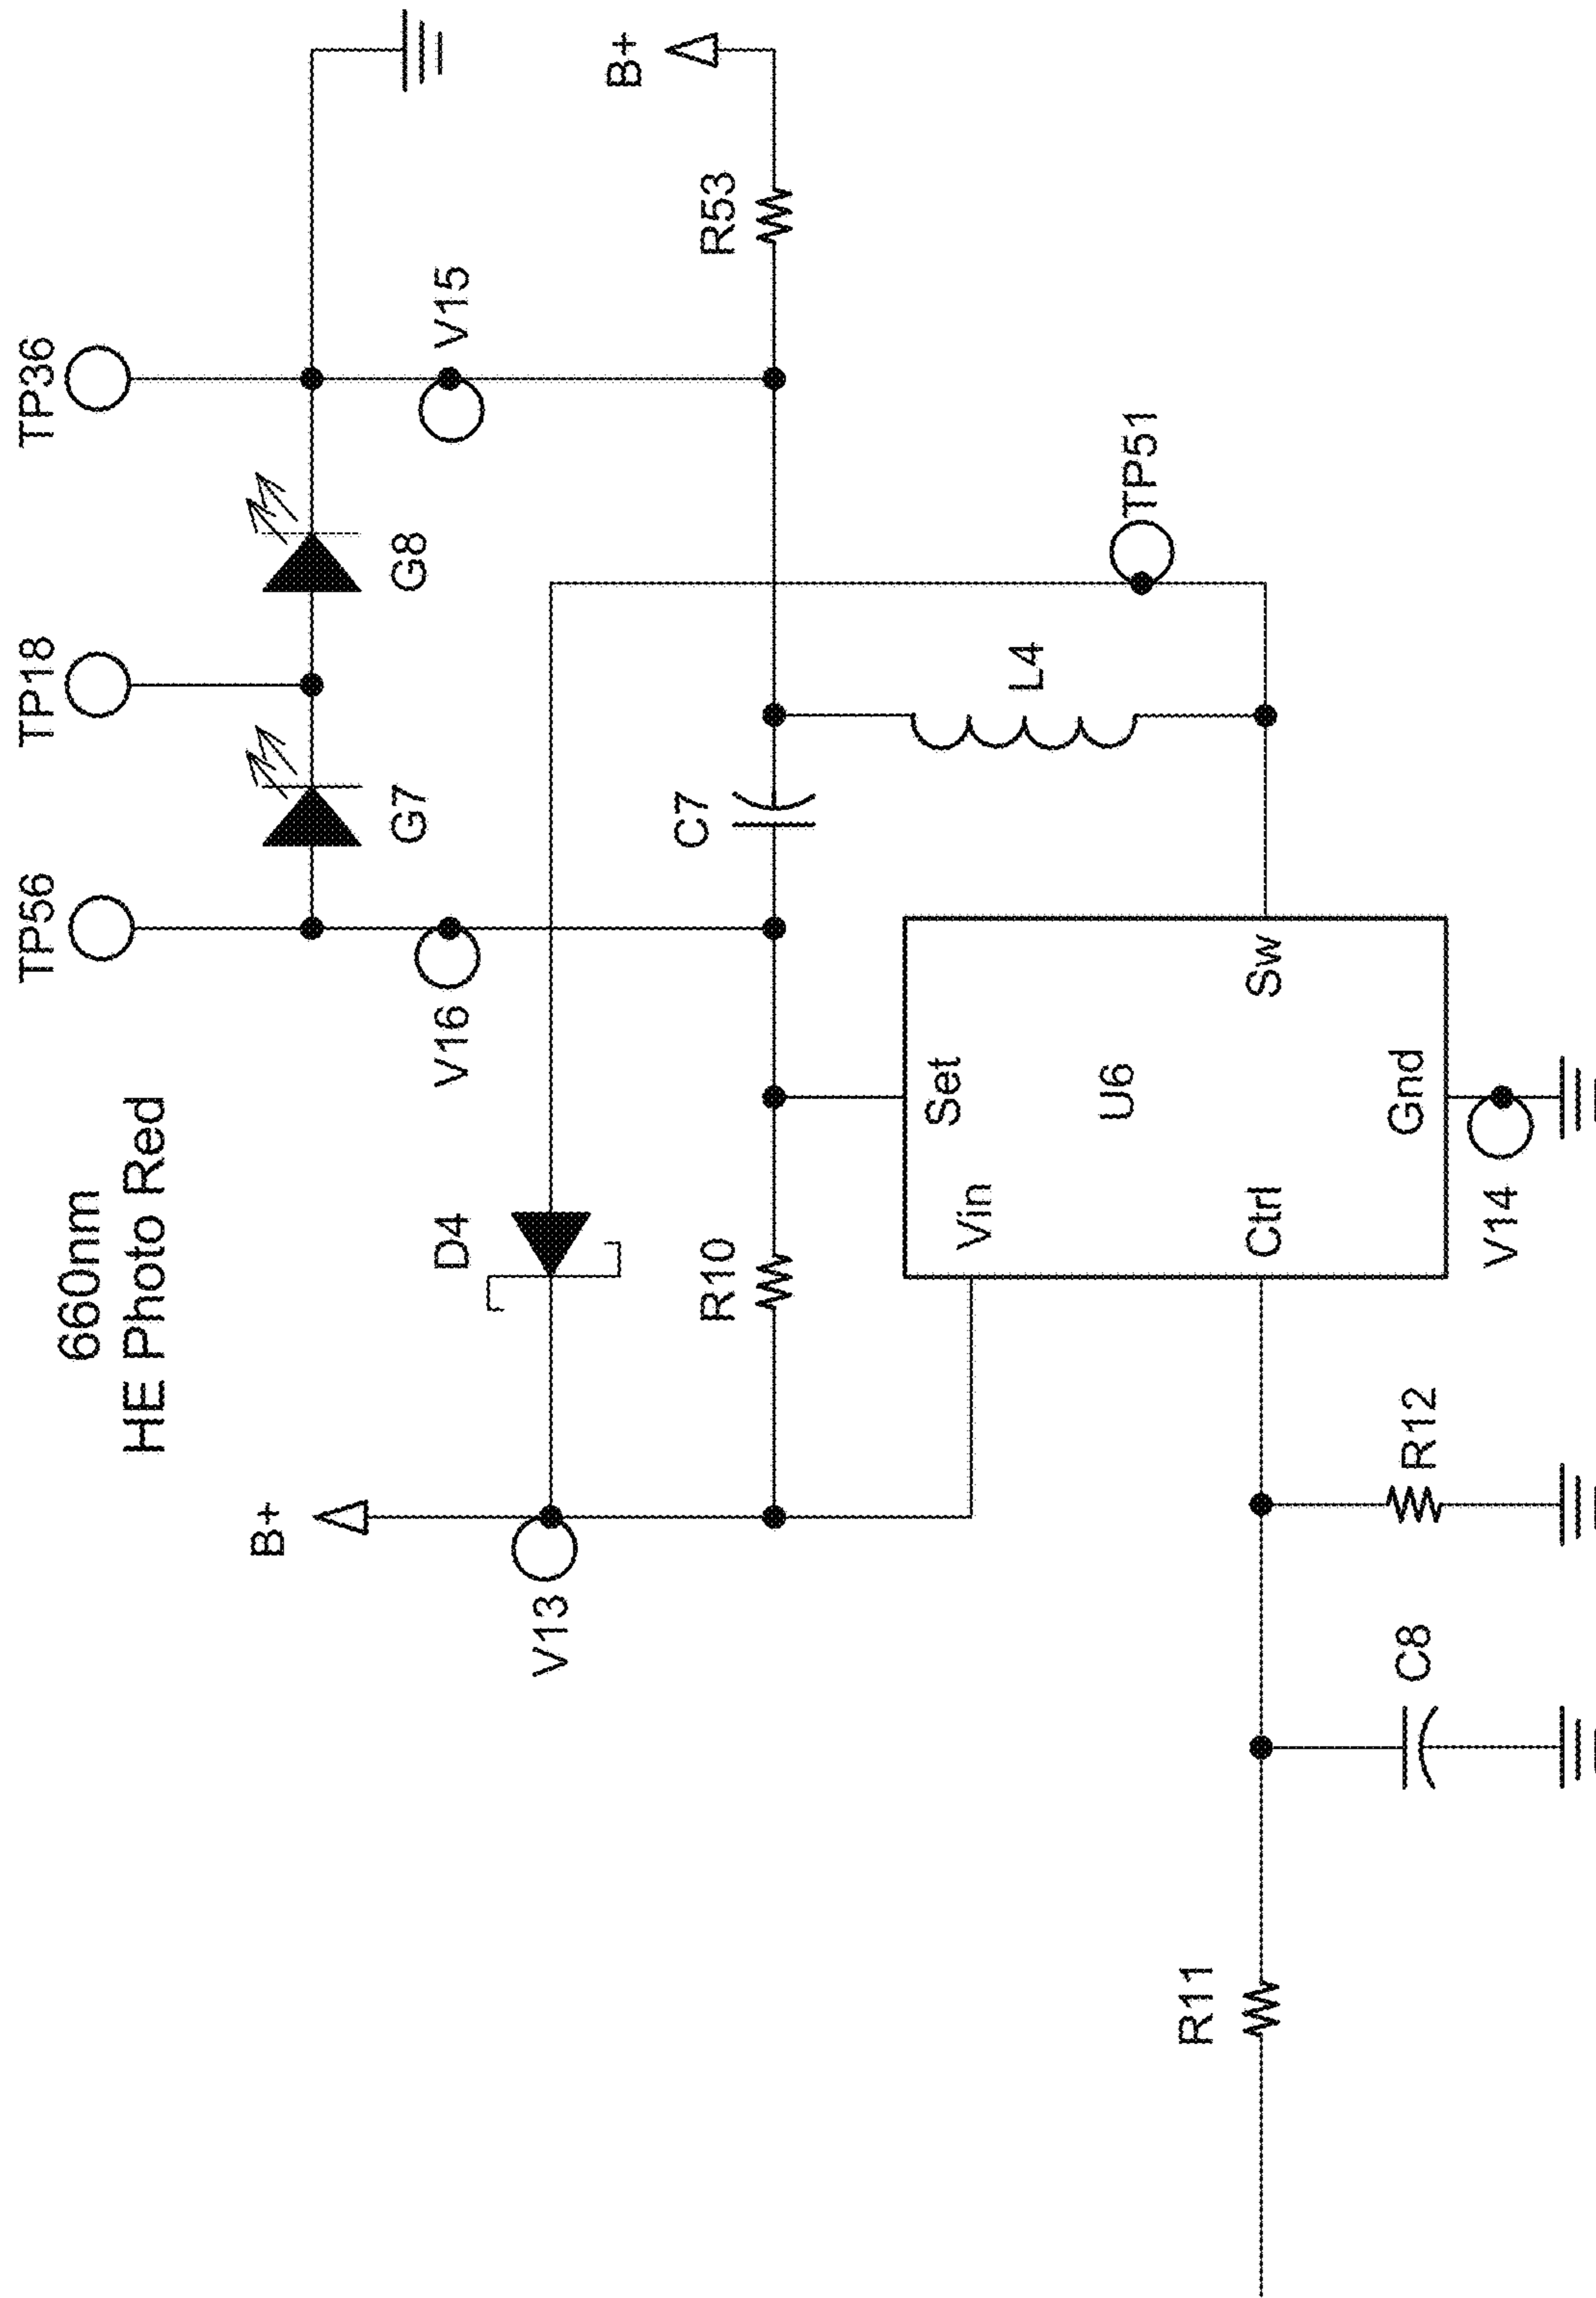 660nm
HE Photo Red
TP56
TP18
TP36
G7
G8
V16
V15
B+
B+
V13
D4
R10
C7
R53
L4
TP51
Vin
Set
U6
Ctrl
Gnd
Sw
V14
R11
C8
R12